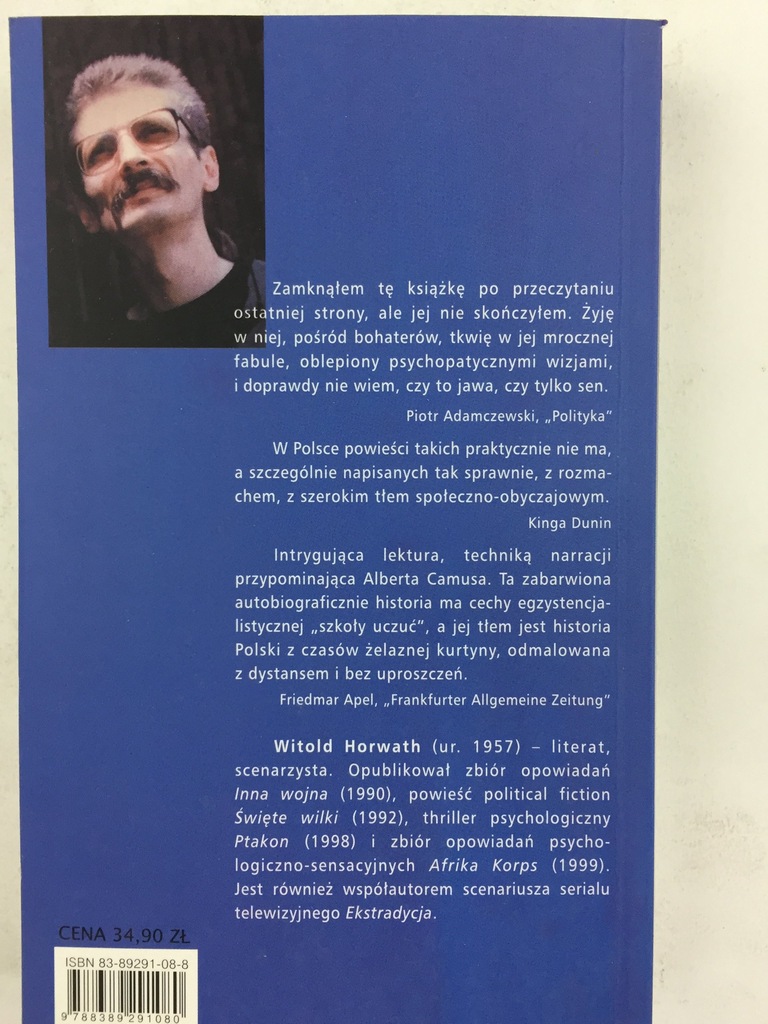 Zamknąłem tę książkę po przeczytaniu
ostatniej strony, ale jej nie skończyłem. Żyję
w niej, pośród bohaterów, tkwię w jej mrocznej
fabule, oblepiony psychopatycznymi wizjami,
i doprawdy nie wiem, czy to jawa, czy tylko sen.
Piotr Adamczewski, „Polityka“
W Polsce powieści takich praktycznie nie ma,
a szczególnie napisanych tak sprawnie, z rozma-
chem, z szerokim tłem społeczno-obyczajowym.
Kinga Dunin
Intrygująca lektura, techniką narracji
przypominająca Alberta Camusa. Ta zabarwiona
autobiograficznie historia ma cechy egzystencja-
listycznej „szkoły uczuć“, a jej tłem jest historia
Polski z czasów żelaznej kurtyny, odmalowana
z dystansem i bez uproszczeń.
Friedmar Apel, „Frankfurter Allgemeine Zeitung“
Witold Horwath (ur. 1957) – literat,
scenarzysta. Opublikował zbiór opowiadań
Inna wojna (1990), powieść political fiction
Święte wilki (1992), thriller psychologiczny
Ptakon (1998) i zbiór opowiadań psycho-
logiczno-sensacyjnych Afrika Korps (1999).
Jest również współautorem scenariusza serialu
telewizyjnego Ekstradycja.
CENA 34,90 ZŁ
ISBN 83-89291-08-8
9 788389 291080